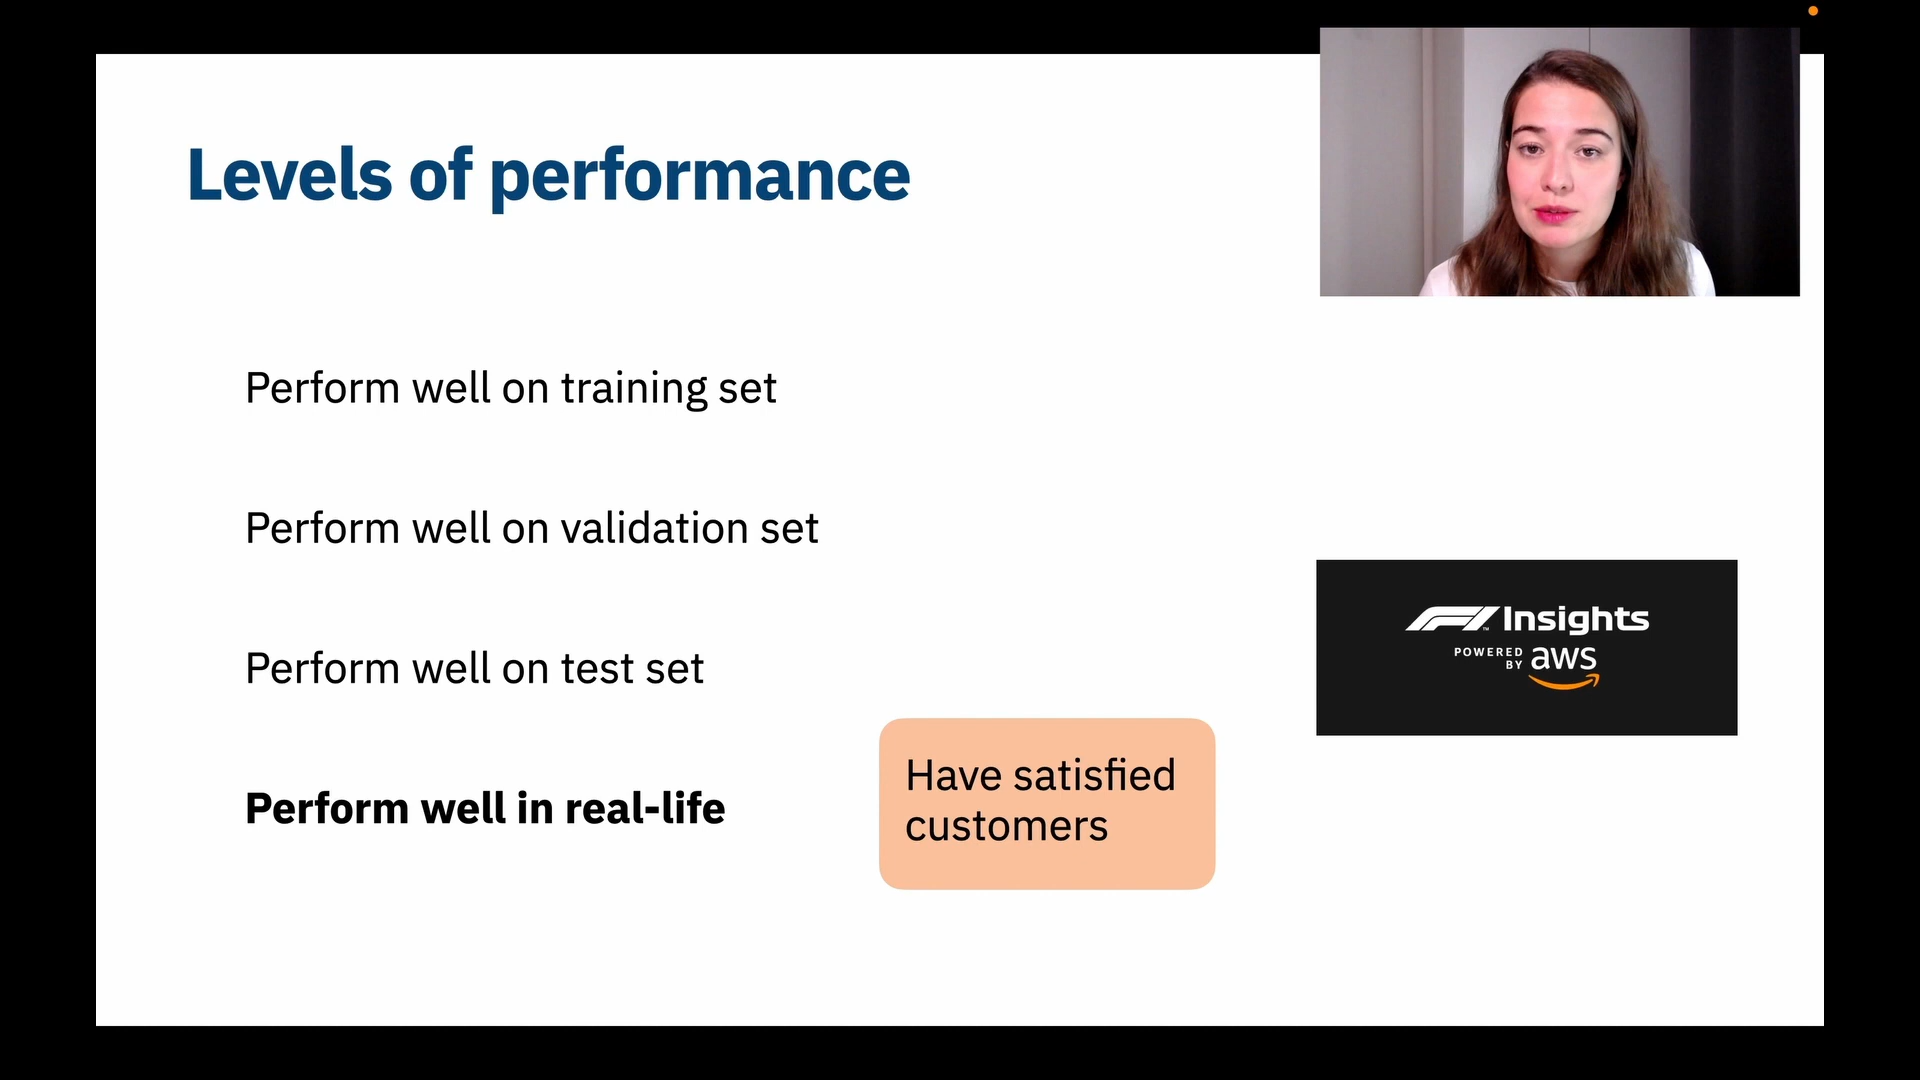 Levels of performance
Perform well on training set
Perform well on validation set
Perform well on test set
Perform well in real-life
Have satisfied
customers
F1 Insights
POWERED
BY aws